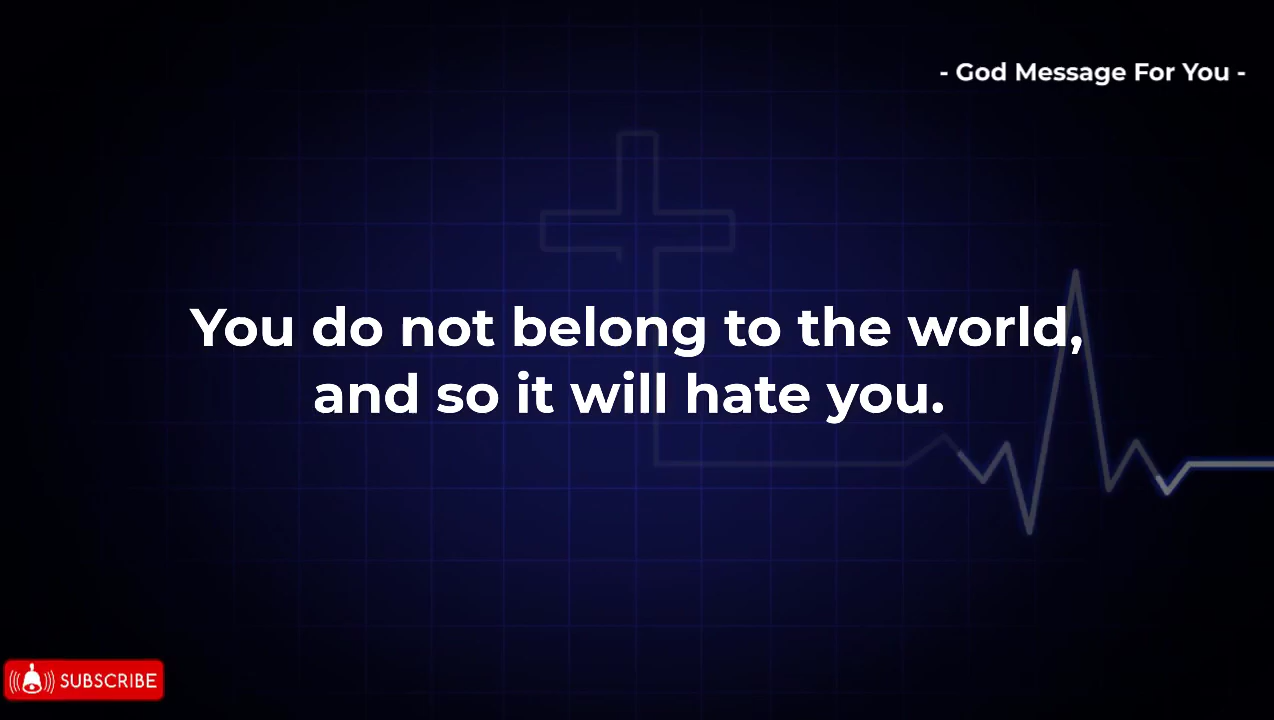 - God Message For You -
You do not belong to the world,
and so it will hate you.
SUBSCRIBE